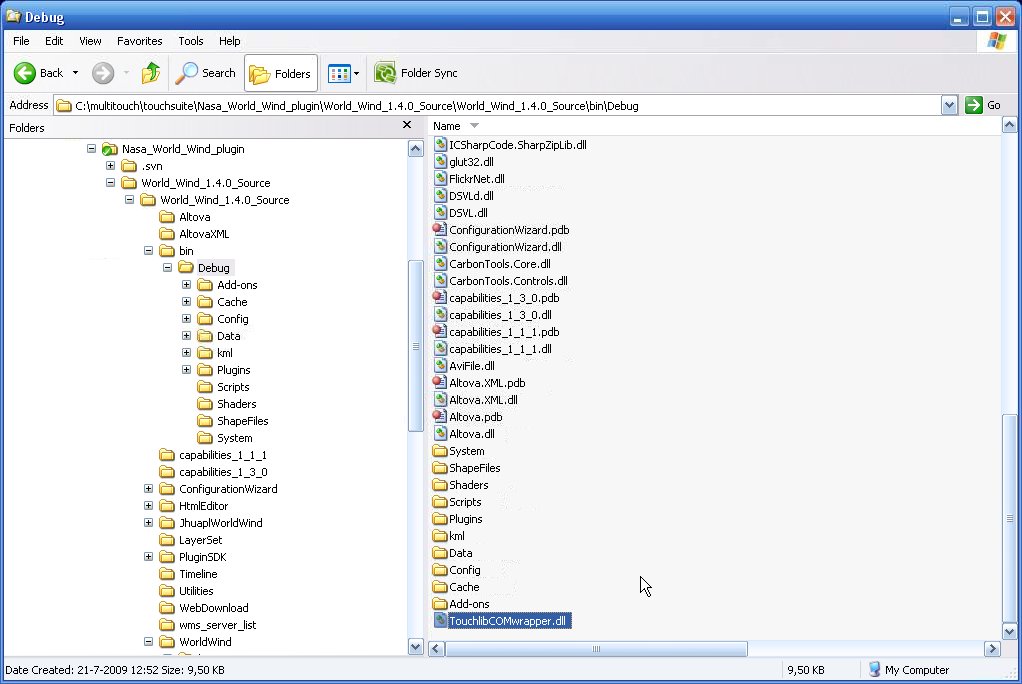 Debug
File Edit View Favorites Tools Help
Back Search Folders Folder Sync
Address C:\multitouch\touchsuite\Nasa_World_Wind_plugin\World_Wind_1.4.0_Source\World_Wind_1.4.0_Source\bin\Debug Go
Folders
Nasa_World_Wind_plugin
.svn
World_Wind_1.4.0_Source
World_Wind_1.4.0_Source
Altova
AltovaXML
bin
Debug
Add-ons
Cache
Config
Data
kml
Plugins
Scripts
Shaders
ShapeFiles
System
capabilities_1_1_1
capabilities_1_3_0
ConfigurationWizard
HtmlEditor
JhuaplWorldWind
LayerSet
PluginSDK
Timeline
Utilities
WebDownload
wms_server_list
WorldWind
Name
ICSharpCode.SharpZipLib.dll
glut32.dll
FlickrNet.dll
DSVLd.dll
DSVL.dll
ConfigurationWizard.pdb
ConfigurationWizard.dll
CarbonTools.Core.dll
CarbonTools.Controls.dll
capabilities_1_3_0.pdb
capabilities_1_3_0.dll
capabilities_1_1_1.pdb
capabilities_1_1_1.dll
AviFile.dll
Altova.XML.pdb
Altova.XML.dll
Altova.pdb
Altova.dll
System
ShapeFiles
Shaders
Scripts
Plugins
kml
Data
Config
Cache
Add-ons
TouchlibCOMwrapper.dll
Date Created: 21-7-2009 12:52 Size: 9,50 KB 9,50 KB My Computer